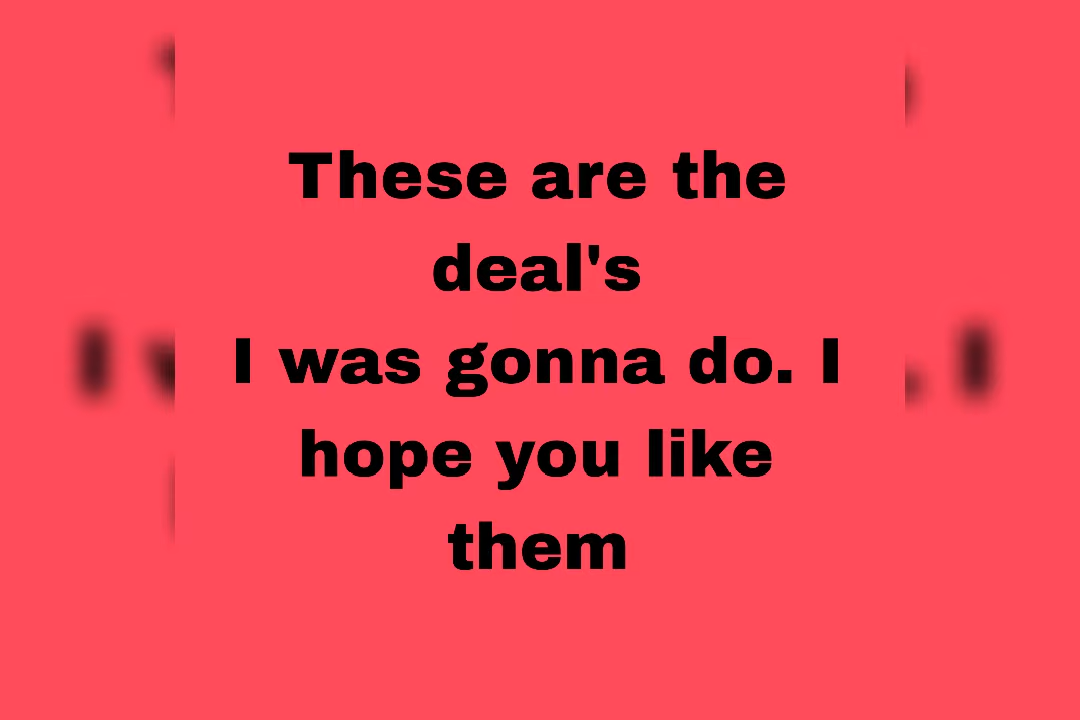 These are the
deal's
I was gonna do. I
hope you like
them